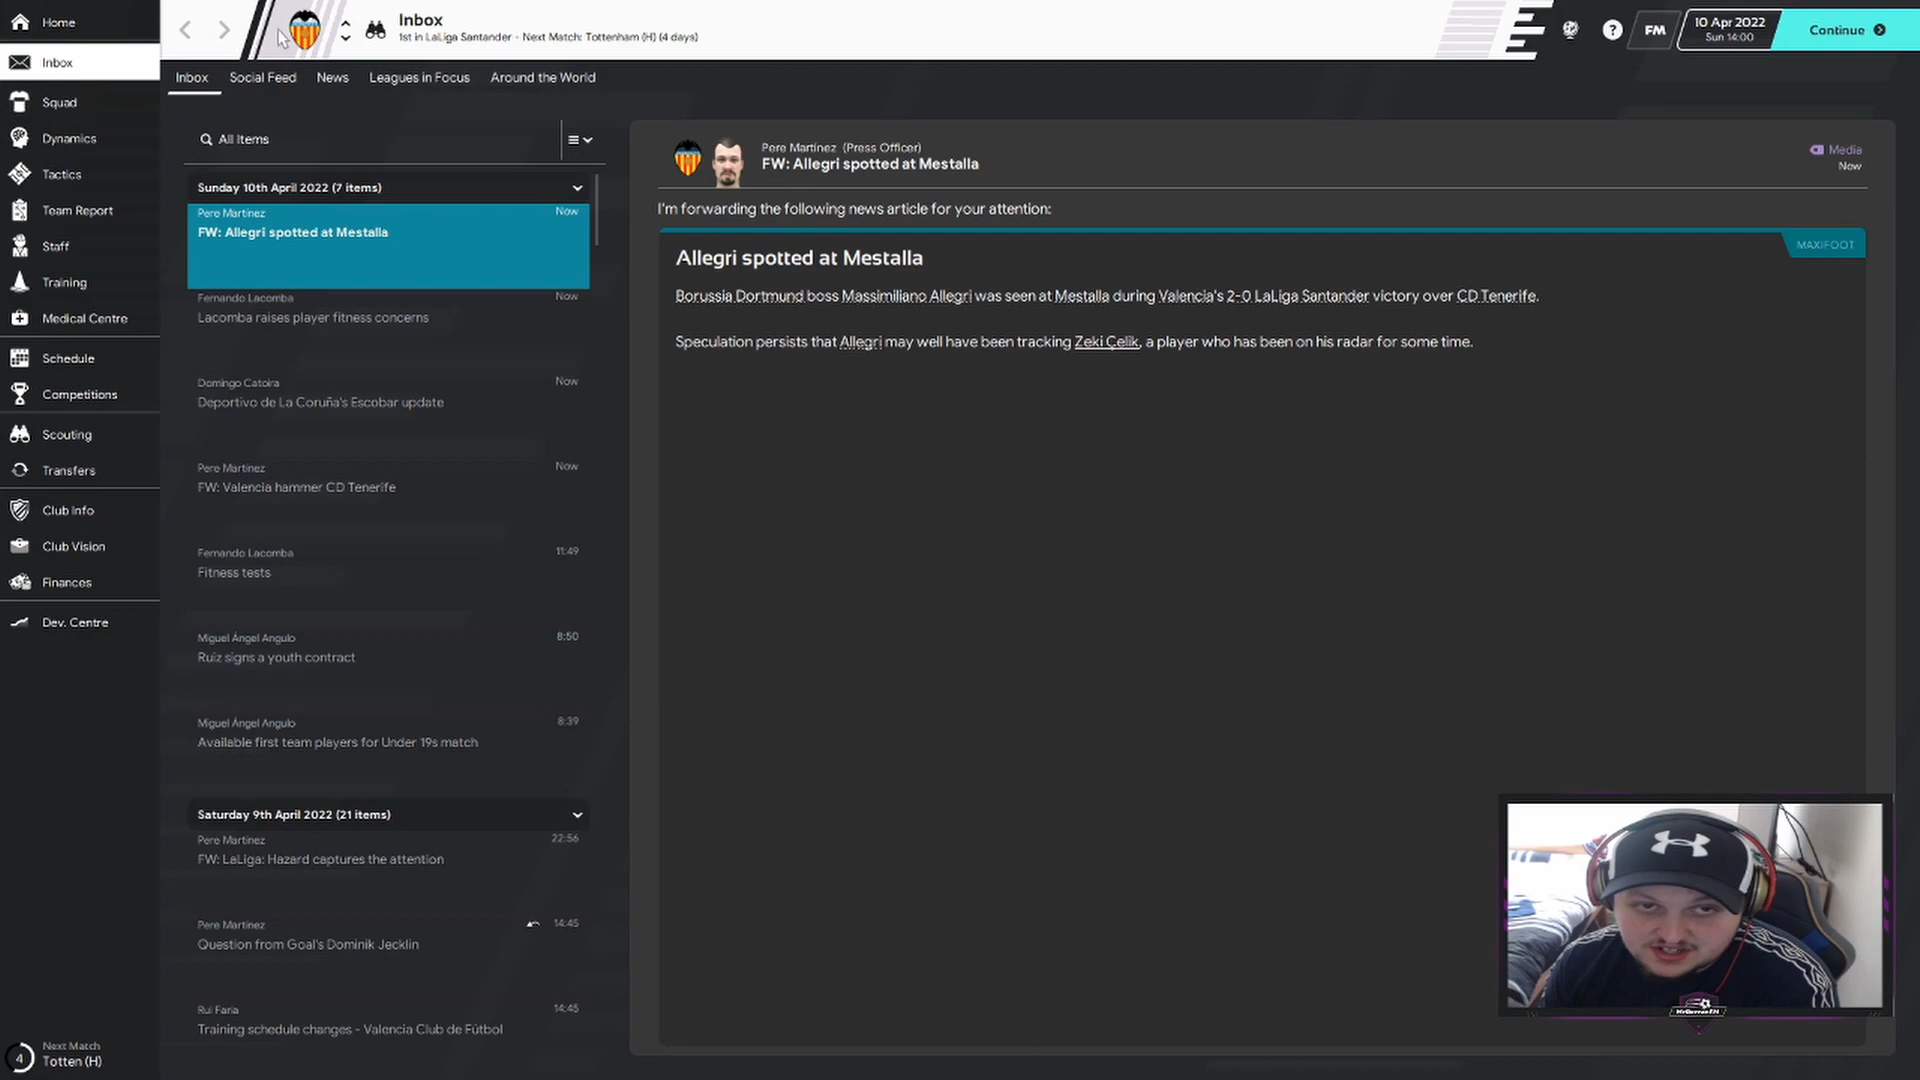 Home
Inbox
Squad
Dynamics
Tactics
Team Report
Staff
Training
Medical Centre
Schedule
Competitions
Scouting
Transfers
Club Info
Club Vision
Finances
Dev. Centre
4
Next Match
Totten (H)
Inbox
1st in LaLiga Santander - Next Match: Tottenham (H) (4 days)
FM
10 Apr 2022
Sun 14:00
Continue
Inbox Social Feed News Leagues in Focus Around the World
All Items
Sunday 10th April 2022 (7 items)
Pere Martínez Now
FW: Allegri spotted at Mestalla
Fernando Lacomba Now
Lacomba raises player fitness concerns
Domingo Catoira Now
Deportivo de La Coruña's Escobar update
Pere Martínez Now
FW: Valencia hammer CD Tenerife
Fernando Lacomba 11:49
Fitness tests
Miguel Ángel Angulo 8:50
Ruiz signs a youth contract
Miguel Ángel Angulo 8:39
Available first team players for Under 19s match
Saturday 9th April 2022 (21 items)
Pere Martínez 22:56
FW: LaLiga: Hazard captures the attention
Pere Martínez 14:45
Question from Goal's Dominik Jecklin
Rui Faria 14:45
Training schedule changes - Valencia Club de Fútbol
Pere Martínez (Press Officer)
FW: Allegri spotted at Mestalla
Media
Now
I'm forwarding the following news article for your attention:
MAXIFOOT
Allegri spotted at Mestalla
Borussia Dortmund boss Massimiliano Allegri was seen at Mestalla during Valencia's 2-0 LaLiga Santander victory over CD Tenerife.
Speculation persists that Allegri may well have been tracking Zeki Çelik, a player who has been on his radar for some time.